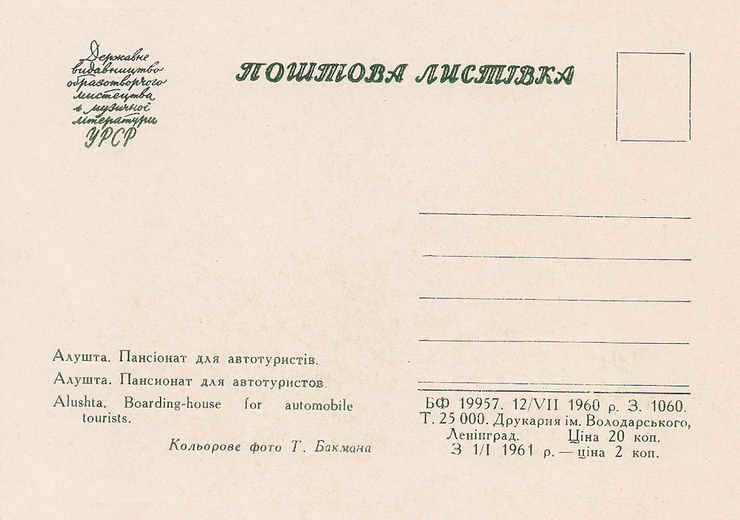 Державне
видавництво
образотворчого
мистецтва
і музичної
літератури
УРСР
ПОШТОВА ЛИСТІВКА
Алушта. Пансіонат для автотуристів.
Алушта. Пансионат для автотуристов
Alushta. Boarding-house for automobile
tourists.
Кольорове фото Т. Бакмана
БФ 19957. 12/VII 1960 р. З. 1060.
Т. 25 000. Друкария ім. Володарського,
Ленінград. Ціна 20 коп.
З 1/I 1961 р. — ціна 2 коп.